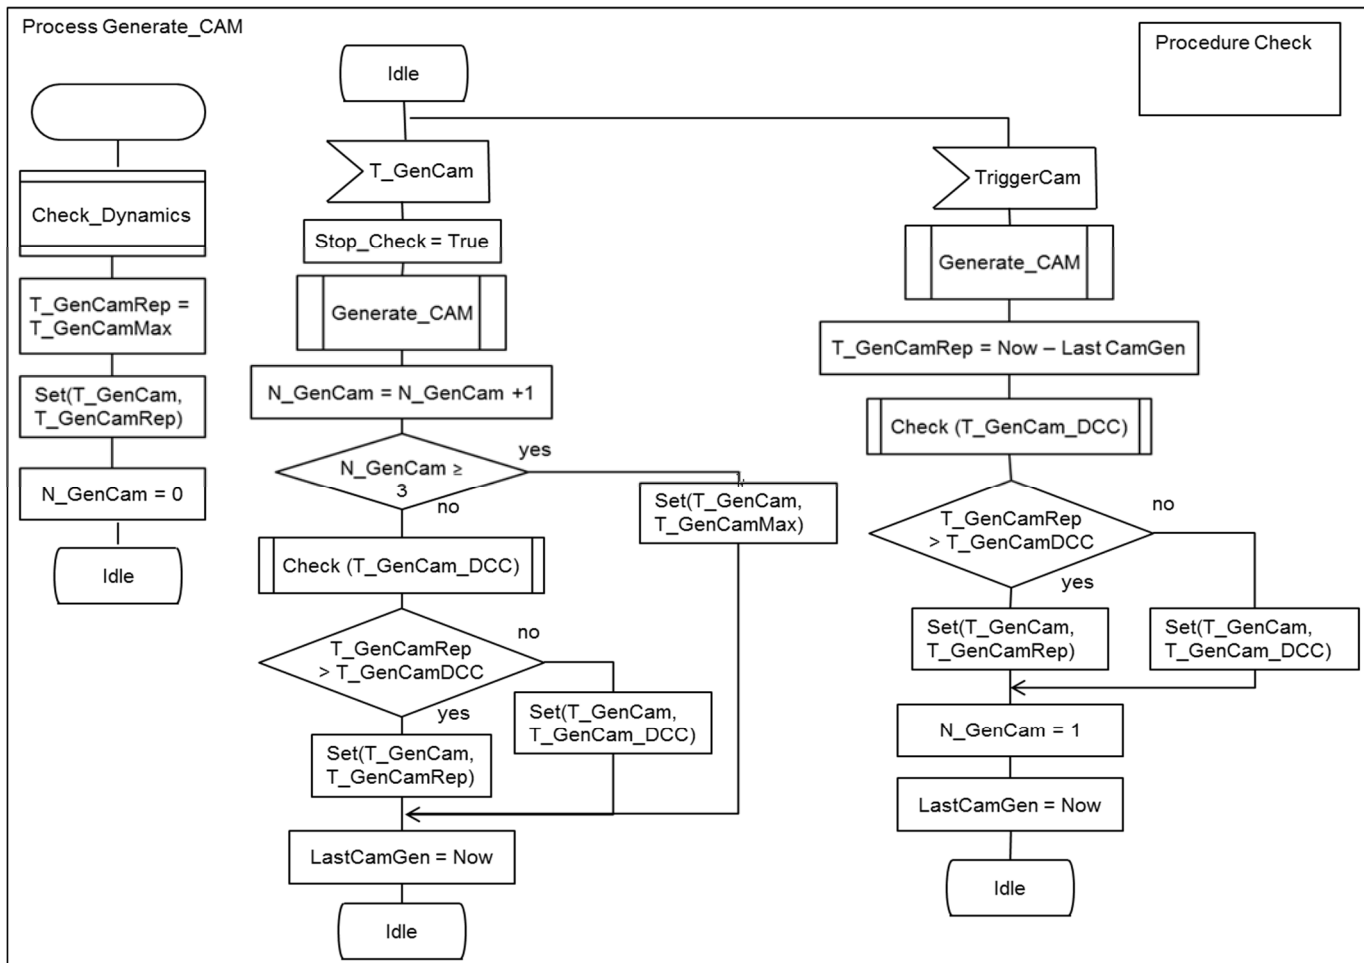 Process Generate_CAM
Procedure Check
Check_Dynamics
T_GenCamRep =
T_GenCamMax
Set(T_GenCam,
T_GenCamRep)
N_GenCam = 0
Idle
Idle
T_GenCam
Stop_Check = True
Generate_CAM
N_GenCam = N_GenCam +1
N_GenCam ≥
3
yes
no
Set(T_GenCam,
T_GenCamMax)
Check (T_GenCam_DCC)
T_GenCamRep
> T_GenCamDCC
no
yes
Set(T_GenCam,
T_GenCam_DCC)
Set(T_GenCam,
T_GenCamRep)
LastCamGen = Now
Idle
TriggerCam
Generate_CAM
T_GenCamRep = Now – Last CamGen
Check (T_GenCam_DCC)
T_GenCamRep
> T_GenCamDCC
no
yes
Set(T_GenCam,
T_GenCamRep)
Set(T_GenCam,
T_GenCam_DCC)
N_GenCam = 1
LastCamGen = Now
Idle